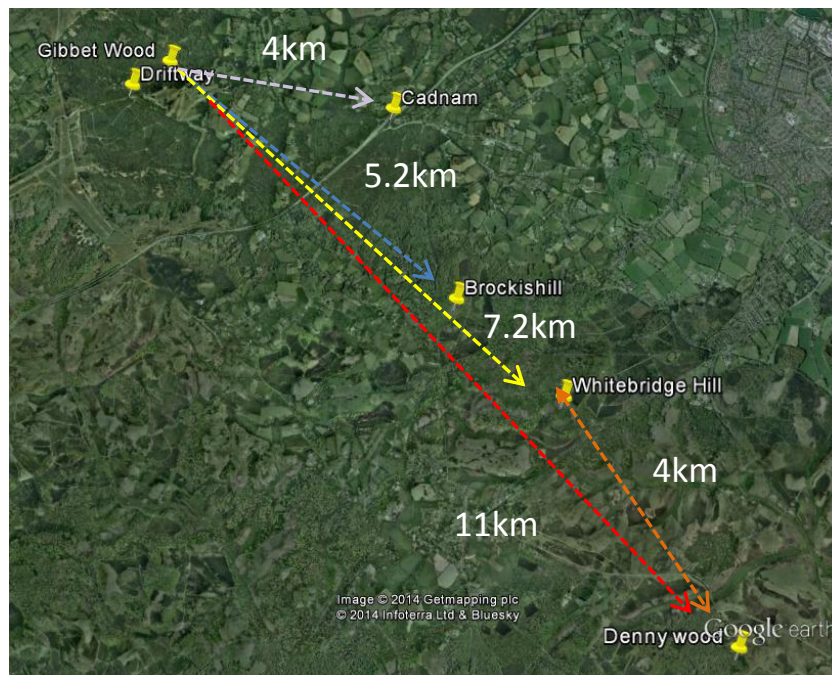 4km
Gibbet Wood
Driftway
Cadnam
5.2km
Brockishill
7.2km
Whitebridge Hill
4km
11km
Image © 2014 Getmapping plc
© 2014 Infoterra Ltd & Bluesky
Google earth
Denny wood